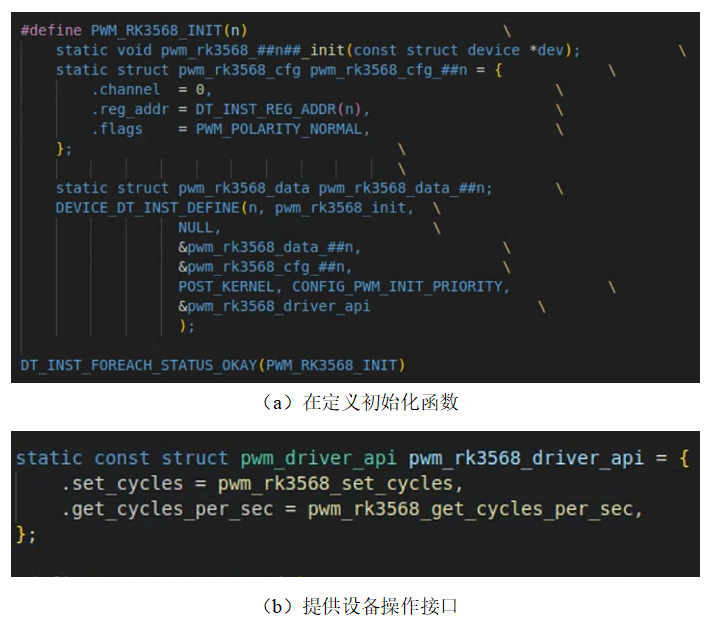 #define PWM_RK3568_INIT(n) \
static void pwm_rk3568_##n##_init(const struct device *dev); \
static struct pwm_rk3568_cfg pwm_rk3568_cfg_##n = { \
.channel = 0, \
.reg_addr = DT_INST_REG_ADDR(n), \
.flags = PWM_POLARITY_NORMAL, \
}; \
\
static struct pwm_rk3568_data pwm_rk3568_data_##n; \
DEVICE_DT_INST_DEFINE(n, pwm_rk3568_init, \
NULL, \
&pwm_rk3568_data_##n, \
&pwm_rk3568_cfg_##n, \
POST_KERNEL, CONFIG_PWM_INIT_PRIORITY, \
&pwm_rk3568_driver_api \
);
DT_INST_FOREACH_STATUS_OKAY(PWM_RK3568_INIT)
（a）在定义初始化函数
static const struct pwm_driver_api pwm_rk3568_driver_api = {
.set_cycles = pwm_rk3568_set_cycles,
.get_cycles_per_sec = pwm_rk3568_get_cycles_per_sec,
};
（b）提供设备操作接口